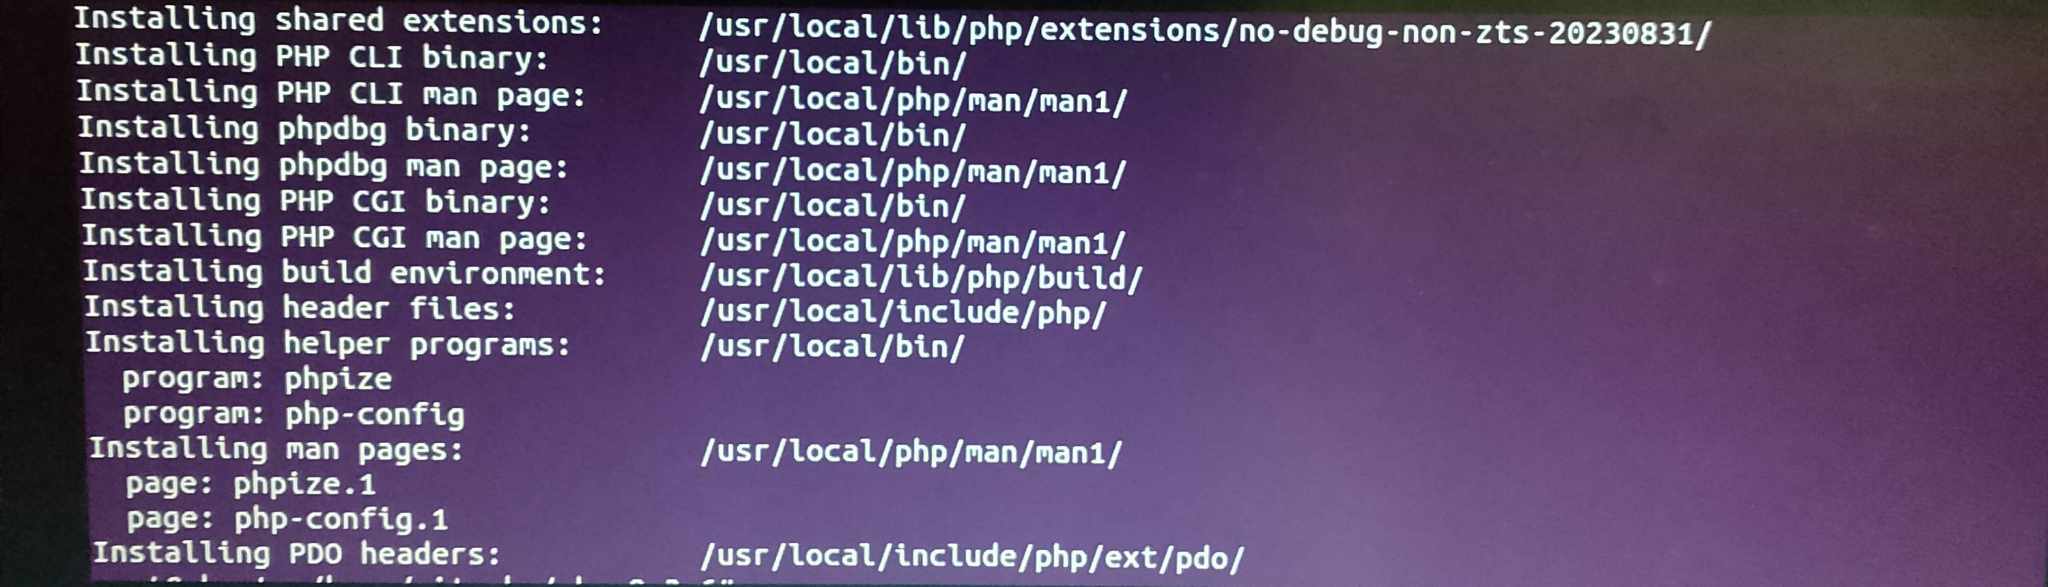 Installing shared extensions:     /usr/local/lib/php/extensions/no-debug-non-zts-20230831/
Installing PHP CLI binary:        /usr/local/bin/
Installing PHP CLI man page:      /usr/local/php/man/man1/
Installing phpdbg binary:         /usr/local/bin/
Installing phpdbg man page:       /usr/local/php/man/man1/
Installing PHP CGI binary:        /usr/local/bin/
Installing PHP CGI man page:      /usr/local/php/man/man1/
Installing build environment:     /usr/local/lib/php/build/
Installing header files:          /usr/local/include/php/
Installing helper programs:       /usr/local/bin/
  program: phpize
  program: php-config
Installing man pages:             /usr/local/php/man/man1/
  page: phpize.1
  page: php-config.1
Installing PDO headers:           /usr/local/include/php/ext/pdo/